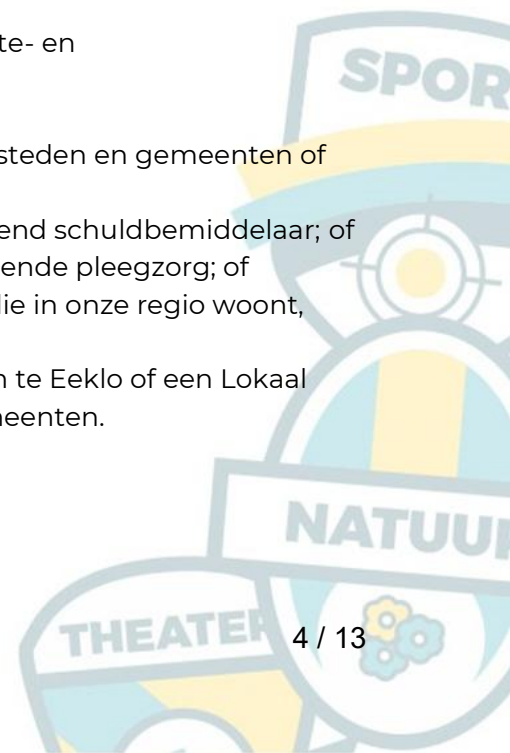 te- en
SPOR
steden en gemeenten of
end schuldbemiddelaar; of
ende pleegzorg; of
lie in onze regio woont,
n te Eeklo of een Lokaal
neenten.
NATUU
THEATER
4 / 13